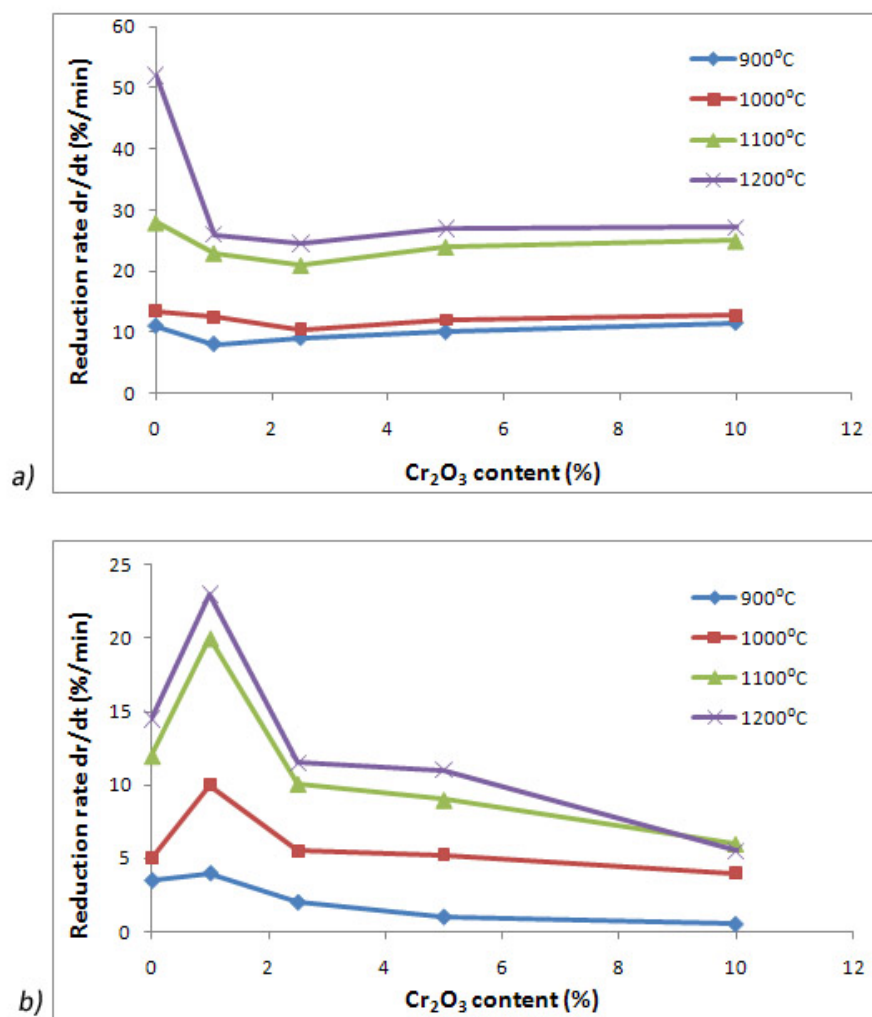 60
50
40
30
20
10
0
0 2 4 6 8 10 12
Reduction rate dr/dt (%/min)
Cr₂O₃ content (%)
900°C
1000°C
1100°C
1200°C
a)
25
20
15
10
5
0
0 2 4 6 8 10 12
Reduction rate dr/dt (%/min)
Cr₂O₃ content (%)
900°C
1000°C
1100°C
1200°C
b)